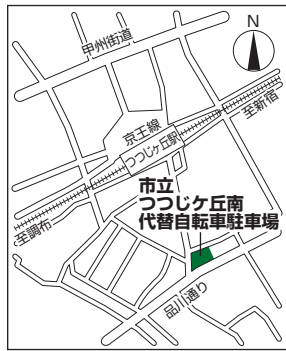 N
甲州街道
至新宿
京王線
つつじヶ丘駅
至調布
市立
つつじケ丘南
代替自転車駐車場
品川通り